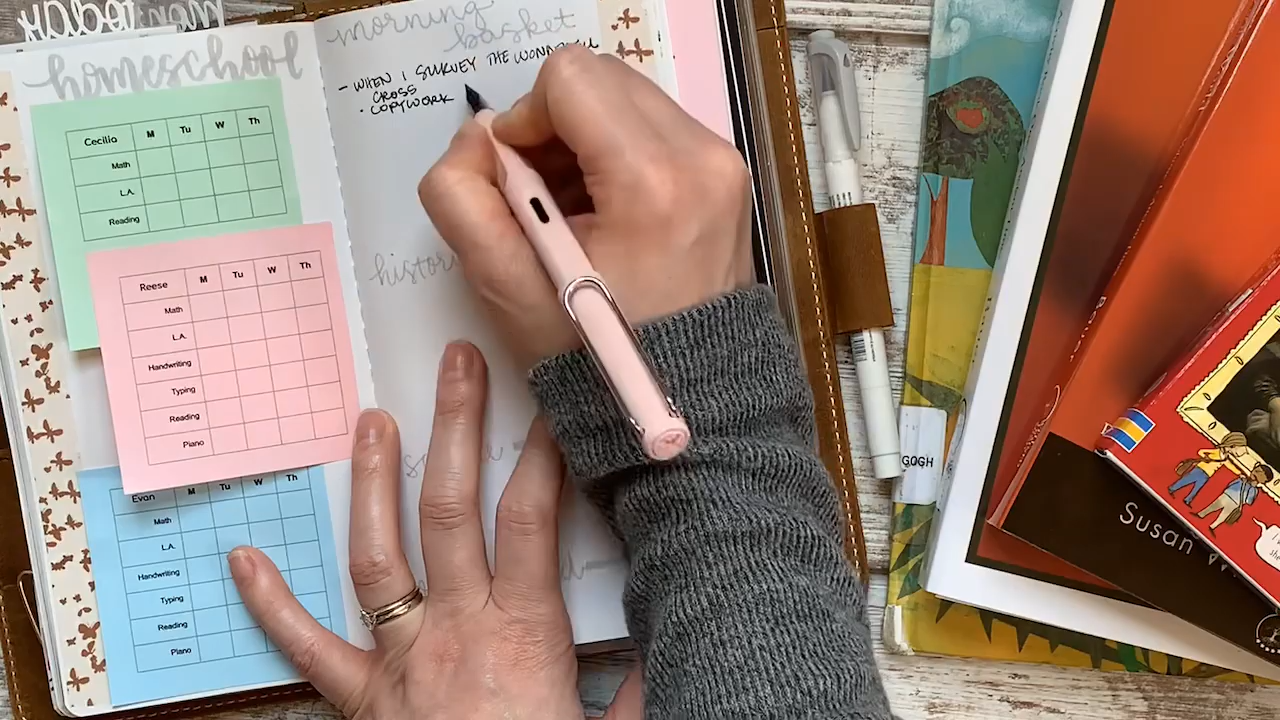 today
homeschool
Cecilia M Tu W Th
Math
L.A.
Reading
Reese M Tu W Th
Math
L.A.
Handwriting
Typing
Reading
Piano
Evan M Tu W Th
Math
L.A.
Handwriting
Typing
Reading
Piano
morning
basket
- WHEN I SURVEY THE
CROSS
• COPYWORK
GOGH
Susan